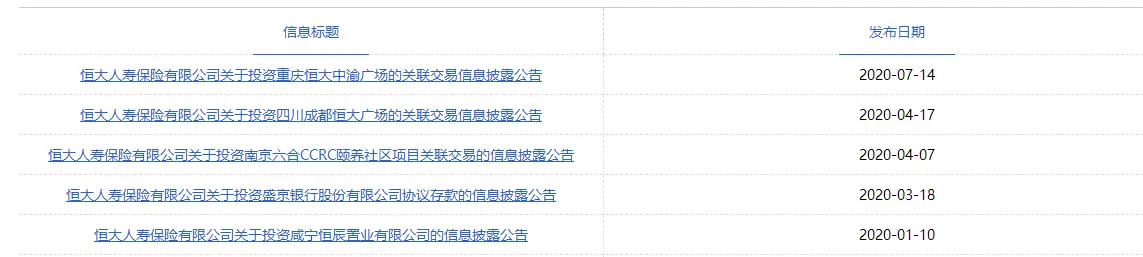 信息标题 发布日期
恒大人寿保险有限公司关于投资重庆恒大中渝广场的关联交易信息披露公告 2020-07-14
恒大人寿保险有限公司关于投资四川成都恒大广场的关联交易信息披露公告 2020-04-17
恒大人寿保险有限公司关于投资南京六合CCRC颐养社区项目关联交易的信息披露公告 2020-04-07
恒大人寿保险有限公司关于投资盛京银行股份有限公司协议存款的信息披露公告 2020-03-18
恒大人寿保险有限公司关于投资咸宁恒辰置业有限公司的信息披露公告 2020-01-10